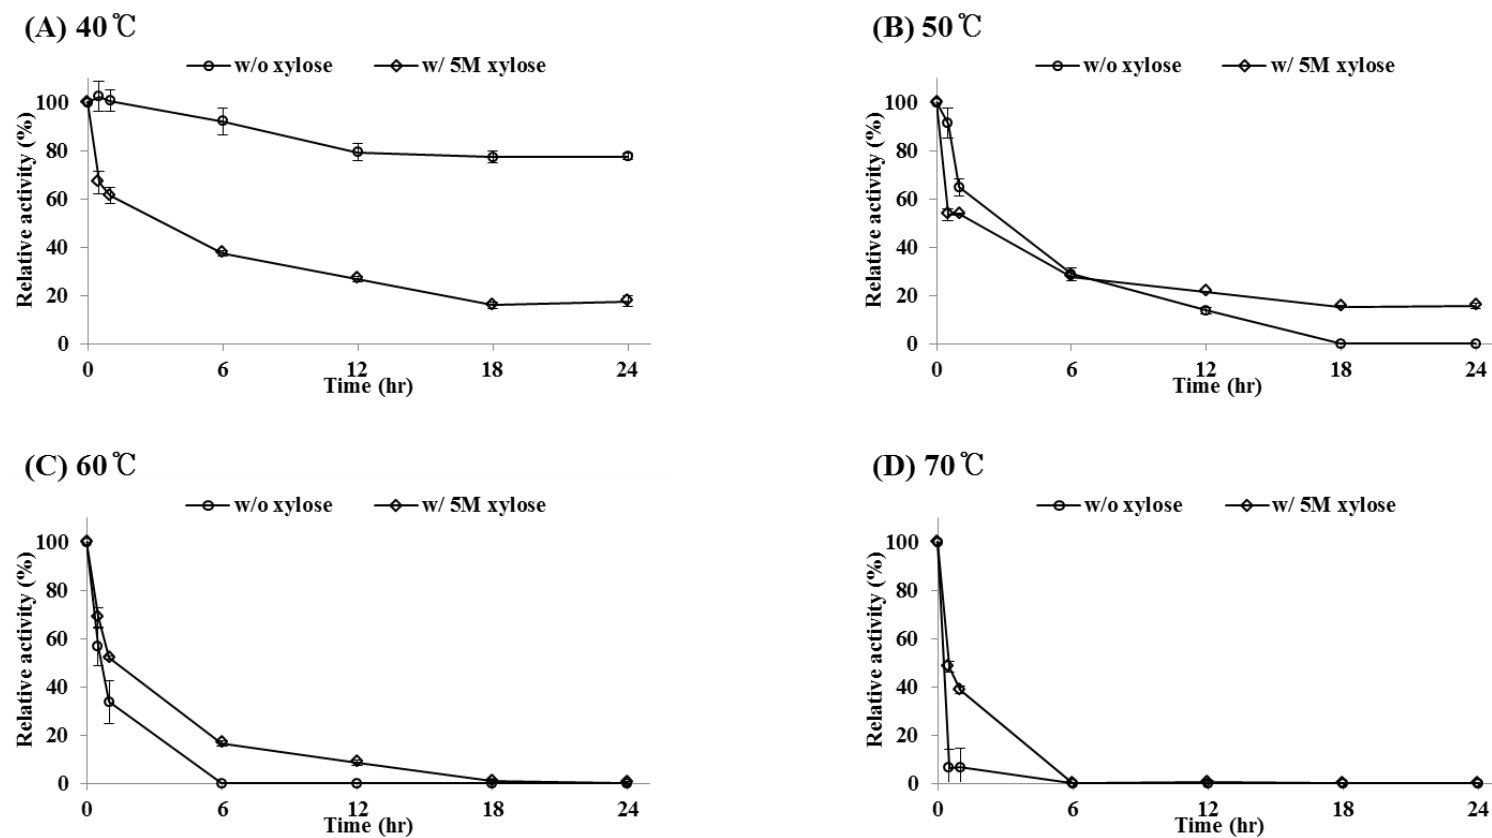 (A) 40℃
w/o xylose w/ 5M xylose
Relative activity (%)
100
80
60
40
20
0
0 6 12 18 24
Time (hr)
(B) 50℃
w/o xylose w/ 5M xylose
Relative activity (%)
100
80
60
40
20
0
0 6 12 18 24
Time (hr)
(C) 60℃
w/o xylose w/ 5M xylose
Relative activity (%)
100
80
60
40
20
0
0 6 12 18 24
Time (hr)
(D) 70℃
w/o xylose w/ 5M xylose
Relative activity (%)
100
80
60
40
20
0
0 6 12 18 24
Time (hr)